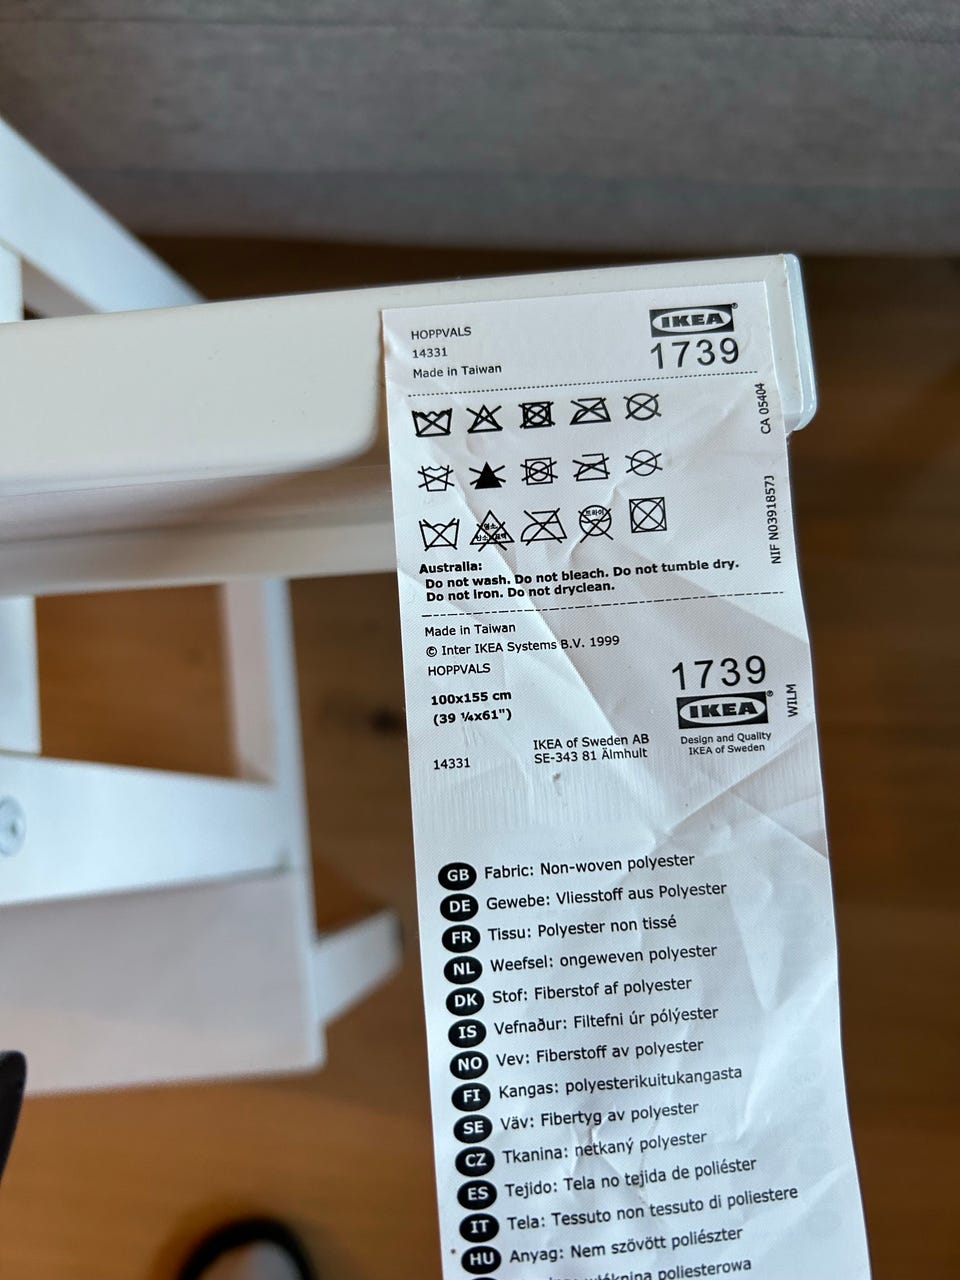 HOPPVALS
14331
Made in Taiwan
IKEA®
1739
CA 05404
NIF N0391857J
Australia:
Do not wash. Do not bleach. Do not tumble dry.
Do not iron. Do not dryclean.
Made in Taiwan
© Inter IKEA Systems B.V. 1999
HOPPVALS
100x155 cm
(39 ¼x61")
14331
IKEA of Sweden AB
SE-343 81 Älmhult
1739
IKEA®
Design and Quality
IKEA of Sweden
WILM
GB Fabric: Non-woven polyester
DE Gewebe: Vliesstoff aus Polyester
FR Tissu: Polyester non tissé
NL Weefsel: ongeweven polyester
DK Stof: Fiberstof af polyester
IS Vefnaður: Filtefni úr pólýester
NO Vev: Fiberstoff av polyester
FI Kangas: polyesterikuitukangasta
SE Väv: Fibertyg av polyester
CZ Tkanina: netkaný polyester
ES Tejido: Tela no tejida de poliéster
IT Tela: Tessuto non tessuto di poliestere
HU Anyag: Nem szövött poliészter
poliesterowa